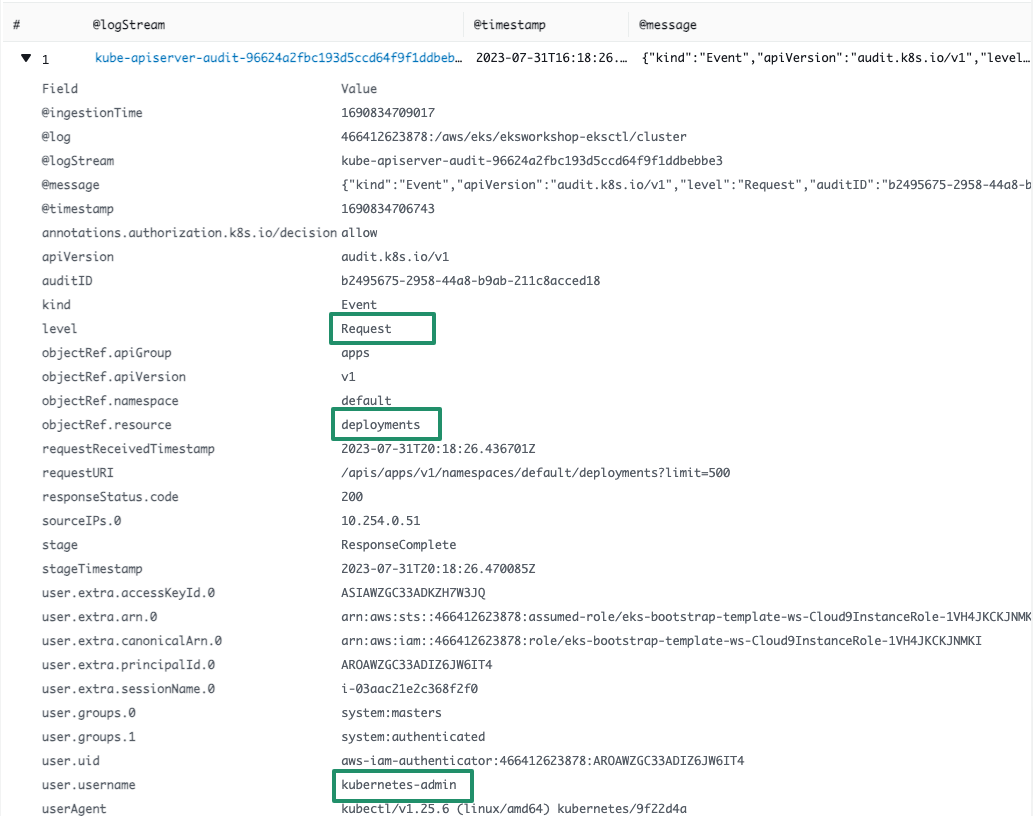 # @logStream @timestamp @message
▼ 1 kube-apiserver-audit-96624a2fbc193d5ccd64f9f1ddbeb... 2023-07-31T16:18:26.... {"kind":"Event","apiVersion":"audit.k8s.io/v1","level...
Field Value
@ingestionTime 1690834709017
@log 466412623878:/aws/eks/eksworkshop-eksctl/cluster
@logStream kube-apiserver-audit-96624a2fbc193d5ccd64f9f1ddbebbe3
@message {"kind":"Event","apiVersion":"audit.k8s.io/v1","level":"Request","auditID":"b2495675-2958-44a8-b
@timestamp 1690834706743
annotations.authorization.k8s.io/decision allow
apiVersion audit.k8s.io/v1
auditID b2495675-2958-44a8-b9ab-211c8acced18
kind Event
level Request
objectRef.apiGroup apps
objectRef.apiVersion v1
objectRef.namespace default
objectRef.resource deployments
requestReceivedTimestamp 2023-07-31T20:18:26.436701Z
requestURI /apis/apps/v1/namespaces/default/deployments?limit=500
responseStatus.code 200
sourceIPs.0 10.254.0.51
stage ResponseComplete
stageTimestamp 2023-07-31T20:18:26.470085Z
user.extra.accessKeyId.0 ASIAWZGC33ADKZH7W3JQ
user.extra.arn.0 arn:aws:sts::466412623878:assumed-role/eks-bootstrap-template-ws-Cloud9InstanceRole-1VH4JKCKJNMK
user.extra.canonicalArn.0 arn:aws:iam::466412623878:role/eks-bootstrap-template-ws-Cloud9InstanceRole-1VH4JKCKJNMKI
user.extra.principalId.0 AROAWZGC33ADIZ6JW6IT4
user.extra.sessionName.0 i-03aac21e2c368f2f0
user.groups.0 system:masters
user.groups.1 system:authenticated
user.uid aws-iam-authenticator:466412623878:AROAWZGC33ADIZ6JW6IT4
user.username kubernetes-admin
userAgent kubectl/v1.25.6 (linux/amd64) kubernetes/9f22d4a